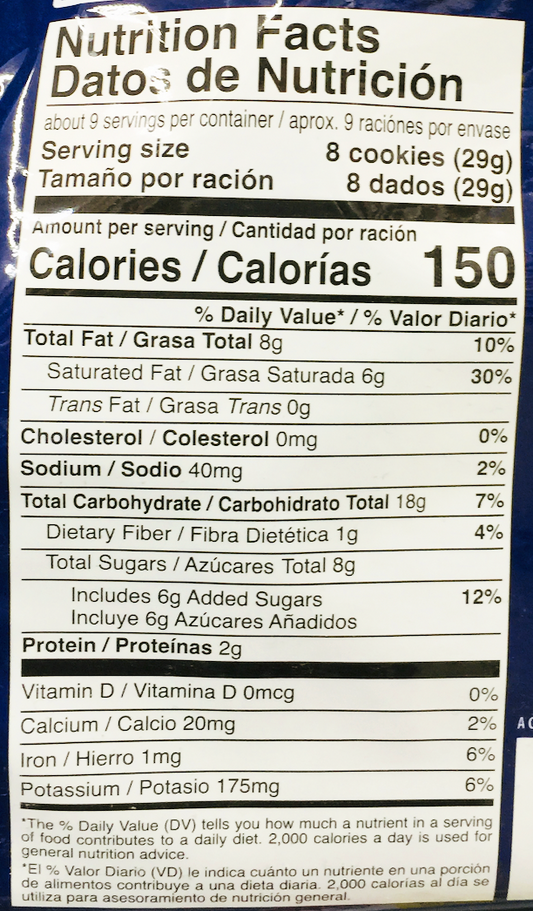 Nutrition Facts
Datos de Nutrición
about 9 servings per container / aprox. 9 raciónes por envase
Serving size 8 cookies (29g)
Tamaño por ración 8 dados (29g)
Amount per serving / Cantidad por ración
Calories / Calorías 150
% Daily Value* / % Valor Diario*
Total Fat / Grasa Total 8g 10%
Saturated Fat / Grasa Saturada 6g 30%
Trans Fat / Grasa Trans 0g
Cholesterol / Colesterol 0mg 0%
Sodium / Sodio 40mg 2%
Total Carbohydrate / Carbohidrato Total 18g 7%
Dietary Fiber / Fibra Dietética 1g 4%
Total Sugars / Azúcares Total 8g
Includes 6g Added Sugars 12%
Incluye 6g Azúcares Añadidos
Protein / Proteínas 2g
Vitamin D / Vitamina D 0mcg 0%
Calcium / Calcio 20mg 2%
Iron / Hierro 1mg 6%
Potassium / Potasio 175mg 6%
*The % Daily Value (DV) tells you how much a nutrient in a serving
of food contributes to a daily diet. 2,000 calories a day is used for
general nutrition advice.
*El % Valor Diario (VD) le indica cuánto un nutriente en una porción
de alimentos contribuye a una dieta diaria. 2,000 calorías al día se
utiliza para asesoramiento de nutrición general.